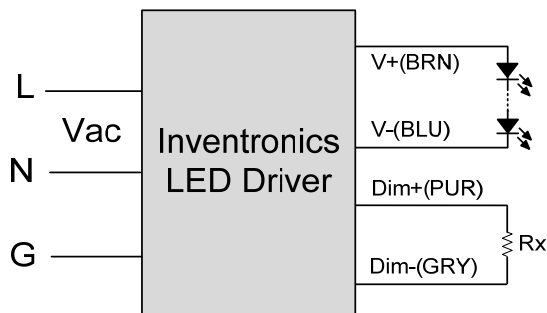 L
Vac
N
G
Inventronics
LED Driver
V+(BRN)
V-(BLU)
Dim+(PUR)
Dim-(GRY)
Rx